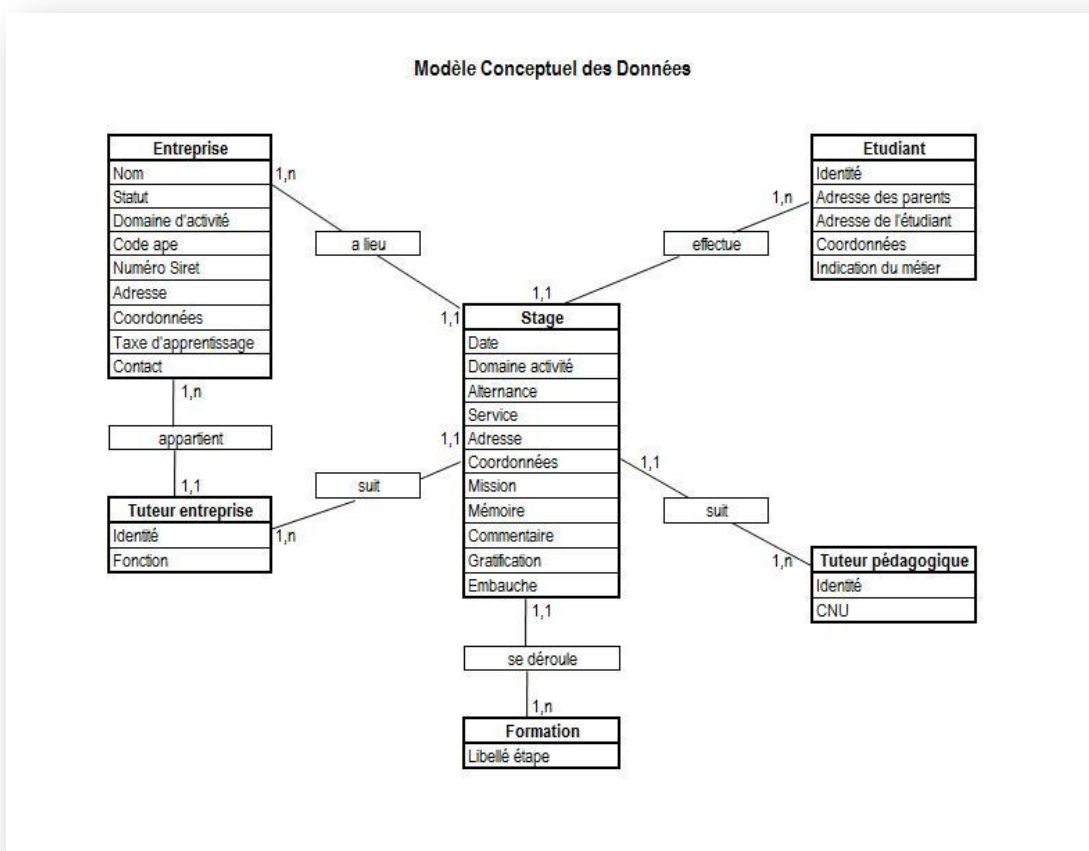 Modèle Conceptuel des Données
Entreprise
Nom
Statut
Domaine d'activité
Code ape
Numéro Siret
Adresse
Coordonnées
Taxe d'apprentissage
Contact
1,n
a lieu
1,1
Etudiant
Identité
Adresse des parents
Adresse de l'étudiant
Coordonnées
Indication du métier
1,n
effectue
1,1
Stage
Date
Domaine activité
Alternance
Service
Adresse
Coordonnées
Mission
Mémoire
Commentaire
Gratification
Embauche
1,n
appartient
1,1
Tuteur entreprise
Identité
Fonction
1,n
suit
1,1
1,1
suit
1,n
Tuteur pédagogique
Identité
CNU
1,1
se déroule
1,n
Formation
Libellé étape